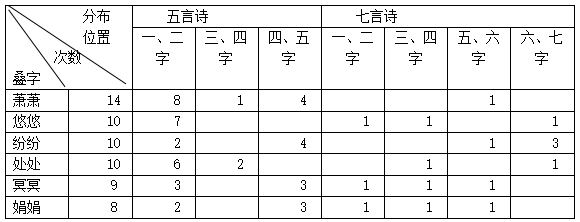 分布位置 次数 叠字 五言诗 七言诗
一、二字 三、四字 四、五字 一、二字 三、四字 五、六字 六、七字
萧萧 14 8 1 4 1
悠悠 10 7 1 1 1
纷纷 10 2 4 1 3
处处 10 6 2 1 1
冥冥 9 3 3 1 1 1
娟娟 8 2 3 1 1 1